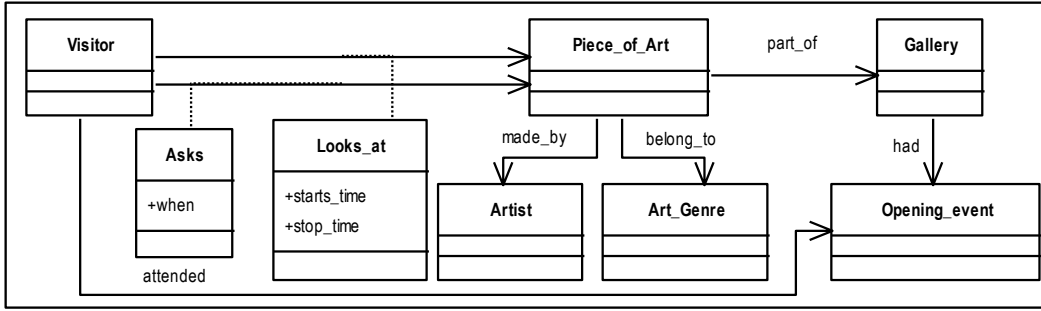 Visitor
Piece_of_Art
part_of
Gallery
Asks
+when
Looks_at
+starts_time
+stop_time
made_by
belong_to
had
Artist
Art_Genre
Opening_event
attended